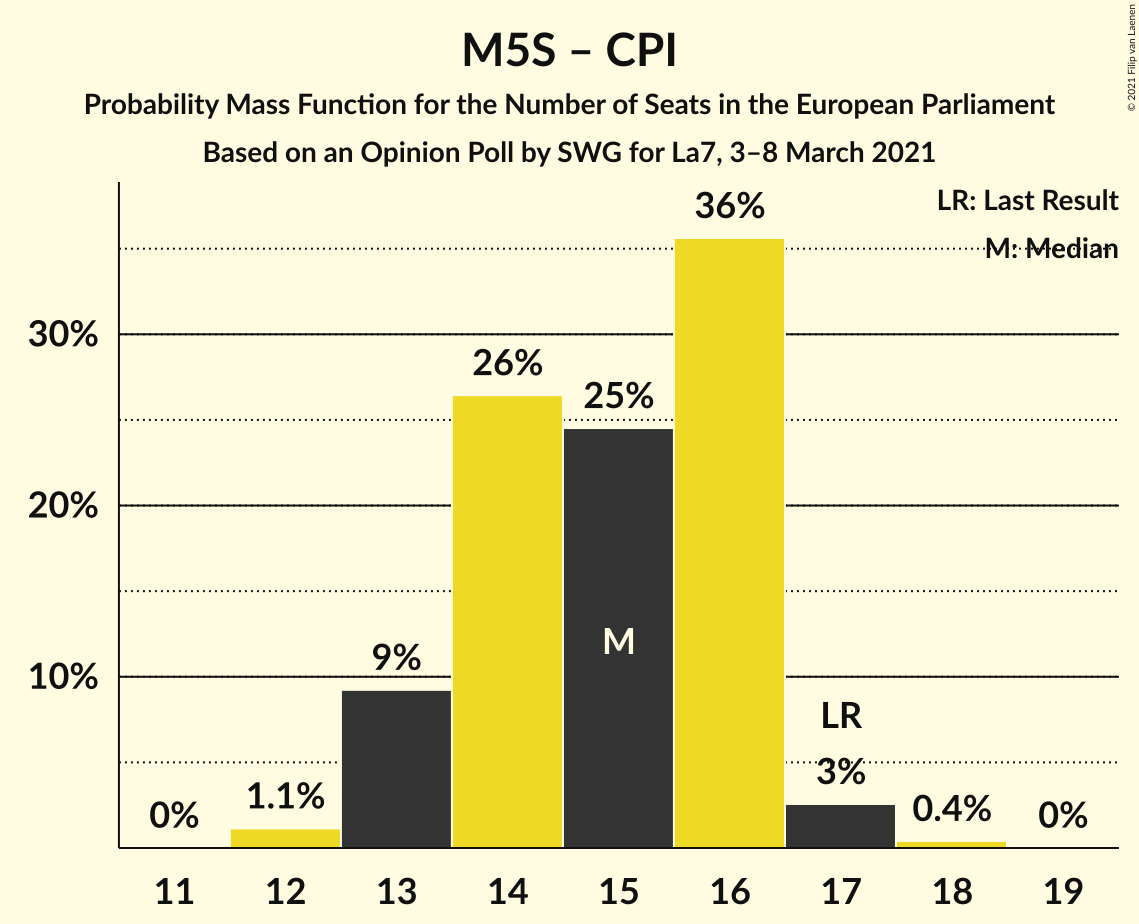 M5S – CPI
Probability Mass Function for the Number of Seats in the European Parliament
Based on an Opinion Poll by SWG for La7, 3–8 March 2021
© 2021 Filip van Laenen
LR: Last Result
M: Median
36%
30%
26%
25%
20%
M
9%
10%
LR
3%
1.1%
0.4%
0%
0%
11 12 13 14 15 16 17 18 19